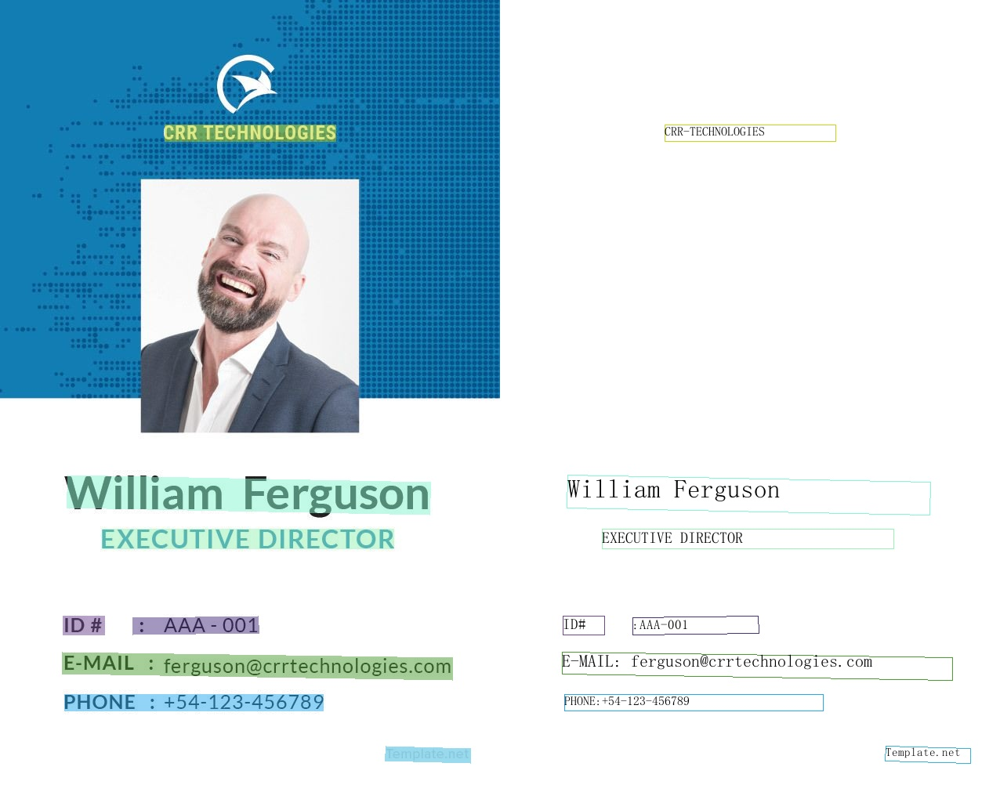 CRR TECHNOLOGIES
CRR-TECHNOLOGIES
William Ferguson
William Ferguson
EXECUTIVE DIRECTOR
EXECUTIVE DIRECTOR
ID # : AAA - 001
ID# :AAA-001
E-MAIL : ferguson@crrtechnologies.com
E-MAIL: ferguson@crrtechnologies.com
PHONE : +54-123-456789
PHONE:+54-123-456789
Template.net
Template.net